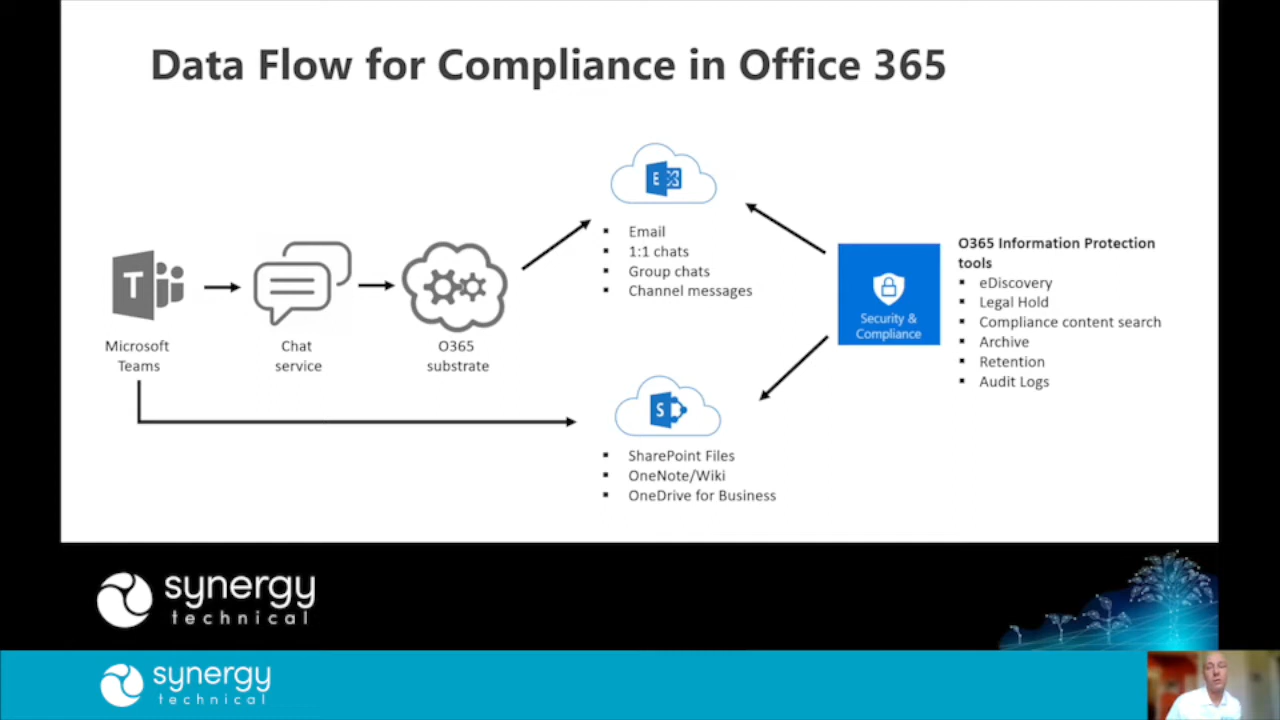 Data Flow for Compliance in Office 365
E
Email
1:1 chats
Group chats
Channel messages
T
Microsoft
Teams
Chat
service
O365
substrate
Security &
Compliance
O365 Information Protection
tools
eDiscovery
Legal Hold
Compliance content search
Archive
Retention
Audit Logs
S
SharePoint Files
OneNote/Wiki
OneDrive for Business
synergy
technical
synergy
technical